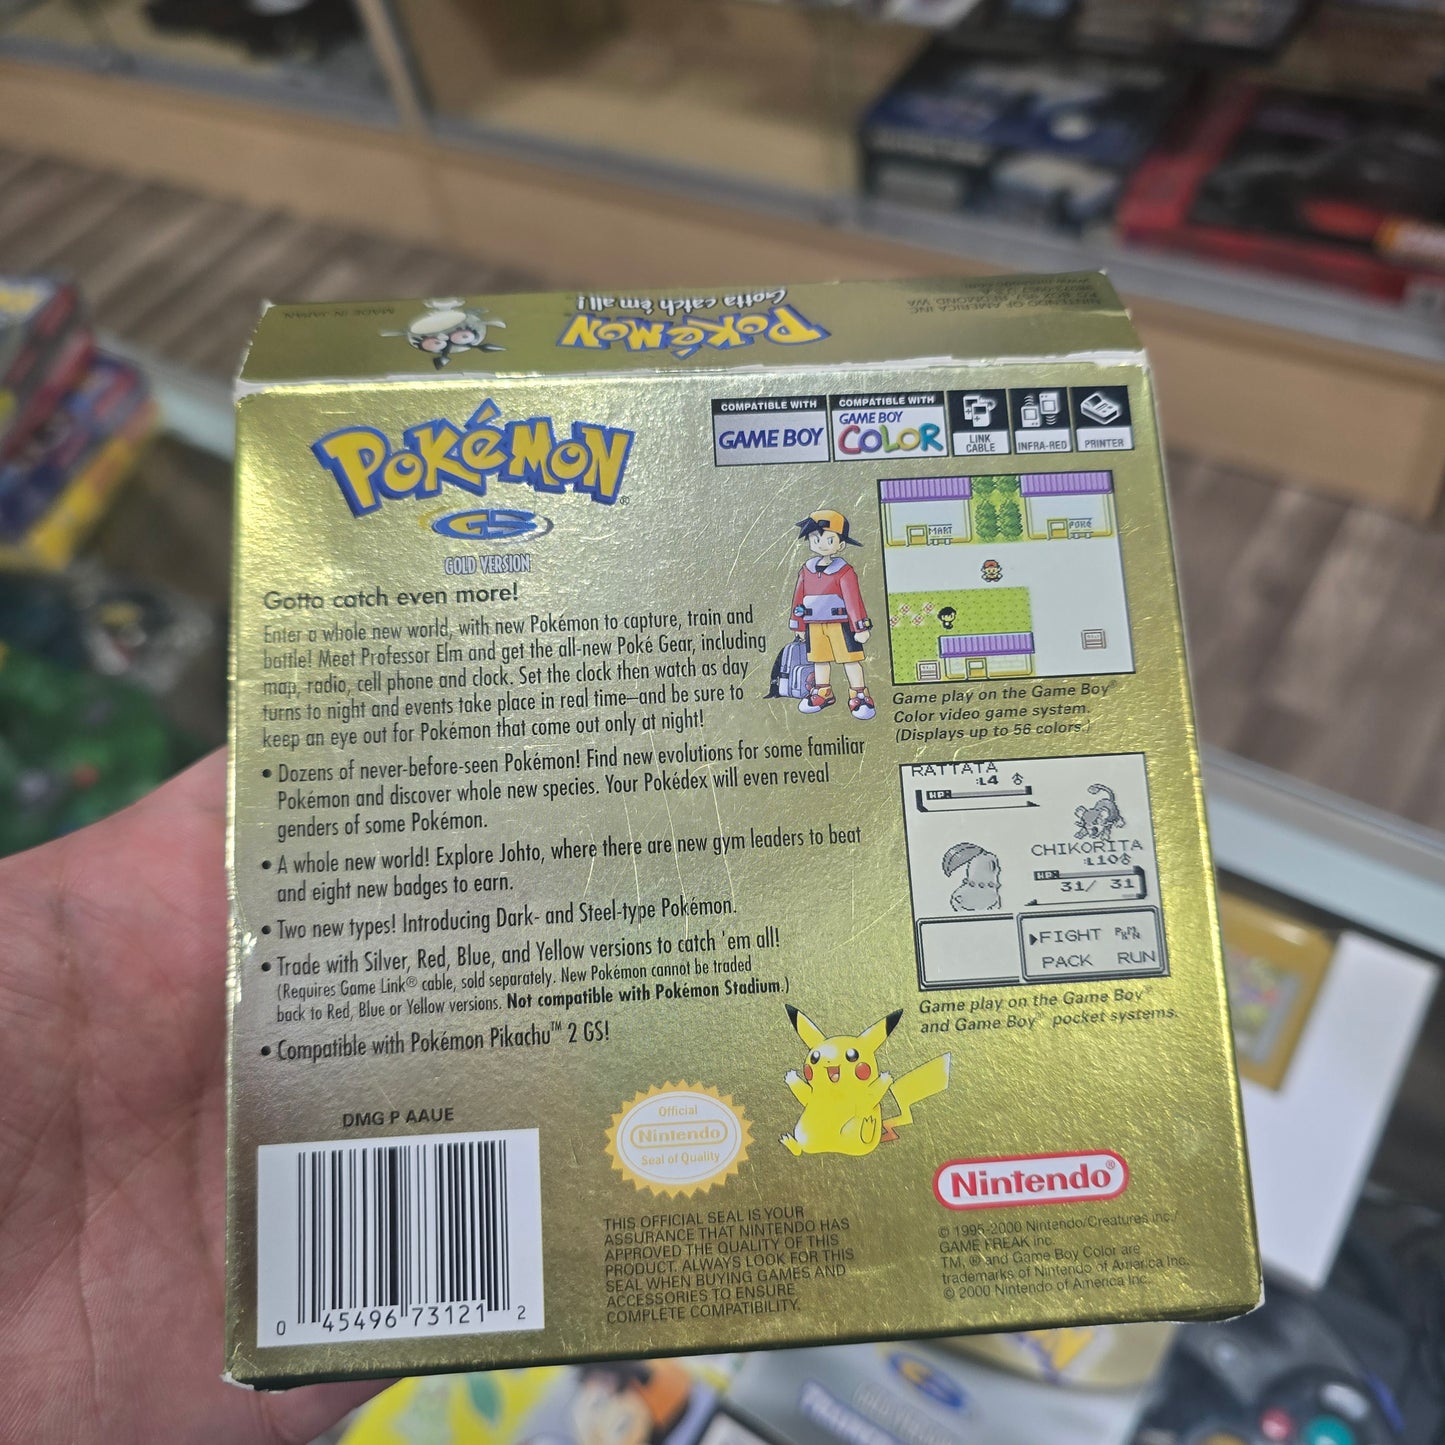 MADE IN JAPAN
Gotta catch 'em all!
POKéMON
NINTENDO OF AMERICA INC.
POKéMON®
GS
GOLD VERSION
COMPATIBLE WITH
GAME BOY
COMPATIBLE WITH
GAME BOY
COLOR
LINK
CABLE
INFRA-RED
PRINTER
Gotta catch even more!
Enter a whole new world, with new Pokémon to capture, train and
battle! Meet Professor Elm and get the all-new Poké Gear, including
map, radio, cell phone and clock. Set the clock then watch as day
turns to night and events take place in real time—and be sure to
keep an eye out for Pokémon that come out only at night!
• Dozens of never-before-seen Pokémon! Find new evolutions for some familiar
Pokémon and discover whole new species. Your Pokédex will even reveal
genders of some Pokémon.
• A whole new world! Explore Johto, where there are new gym leaders to beat
and eight new badges to earn.
• Two new types! Introducing Dark- and Steel-type Pokémon.
• Trade with Silver, Red, Blue, and Yellow versions to catch 'em all!
(Requires Game Link® cable, sold separately. New Pokémon cannot be traded
back to Red, Blue or Yellow versions. Not compatible with Pokémon Stadium.)
• Compatible with Pokémon Pikachu™ 2 GS!
MART
POKé
Game play on the Game Boy®
Color video game system.
(Displays up to 56 colors.)
RATTATA
:L4 ♂
HP:
CHIKORITA
:L10♂
HP:
31/ 31
▶FIGHT PKMN
PACK RUN
Game play on the Game Boy®
and Game Boy® pocket systems.
DMG P AAUE
0 45496 73121 2
Official
Nintendo
Seal of Quality
THIS OFFICIAL SEAL IS YOUR
ASSURANCE THAT NINTENDO HAS
APPROVED THE QUALITY OF THIS
PRODUCT. ALWAYS LOOK FOR THIS
SEAL WHEN BUYING GAMES AND
ACCESSORIES TO ENSURE
COMPLETE COMPATIBILITY.
Nintendo®
© 1995-2000 Nintendo/Creatures inc./
GAME FREAK inc.
TM, ® and Game Boy Color are
trademarks of Nintendo of America Inc.
© 2000 Nintendo of America Inc.